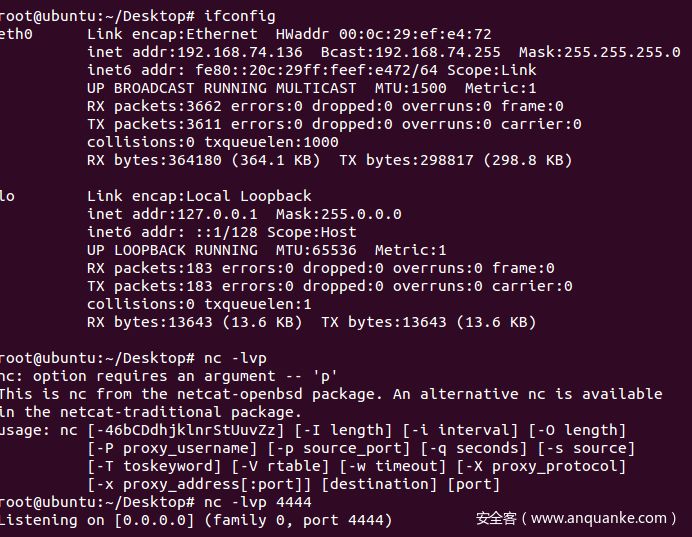 root@ubuntu:~/Desktop# ifconfig
eth0      Link encap:Ethernet  HWaddr 00:0c:29:ef:e4:72
          inet addr:192.168.74.136  Bcast:192.168.74.255  Mask:255.255.255.0
          inet6 addr: fe80::20c:29ff:feef:e472/64 Scope:Link
          UP BROADCAST RUNNING MULTICAST  MTU:1500  Metric:1
          RX packets:3662 errors:0 dropped:0 overruns:0 frame:0
          TX packets:3611 errors:0 dropped:0 overruns:0 carrier:0
          collisions:0 txqueuelen:1000
          RX bytes:364180 (364.1 KB)  TX bytes:298817 (298.8 KB)
lo        Link encap:Local Loopback
          inet addr:127.0.0.1  Mask:255.0.0.0
          inet6 addr: ::1/128 Scope:Host
          UP LOOPBACK RUNNING  MTU:65536  Metric:1
          RX packets:183 errors:0 dropped:0 overruns:0 frame:0
          TX packets:183 errors:0 dropped:0 overruns:0 carrier:0
          collisions:0 txqueuelen:1
          RX bytes:13643 (13.6 KB)  TX bytes:13643 (13.6 KB)
root@ubuntu:~/Desktop# nc -lvp
nc: option requires an argument -- 'p'
This is nc from the netcat-openbsd package. An alternative nc is available
in the netcat-traditional package.
usage: nc [-46bCDdhjklnrStUuvZz] [-I length] [-i interval] [-O length]
          [-P proxy_username] [-p source_port] [-q seconds] [-s source]
          [-T toskeyword] [-V rtable] [-w timeout] [-X proxy_protocol]
          [-x proxy_address[:port]] [destination] [port]
root@ubuntu:~/Desktop# nc -lvp 4444
Listening on [0.0.0.0] (family 0, port 4444)
安全客（www.anquanke.com）